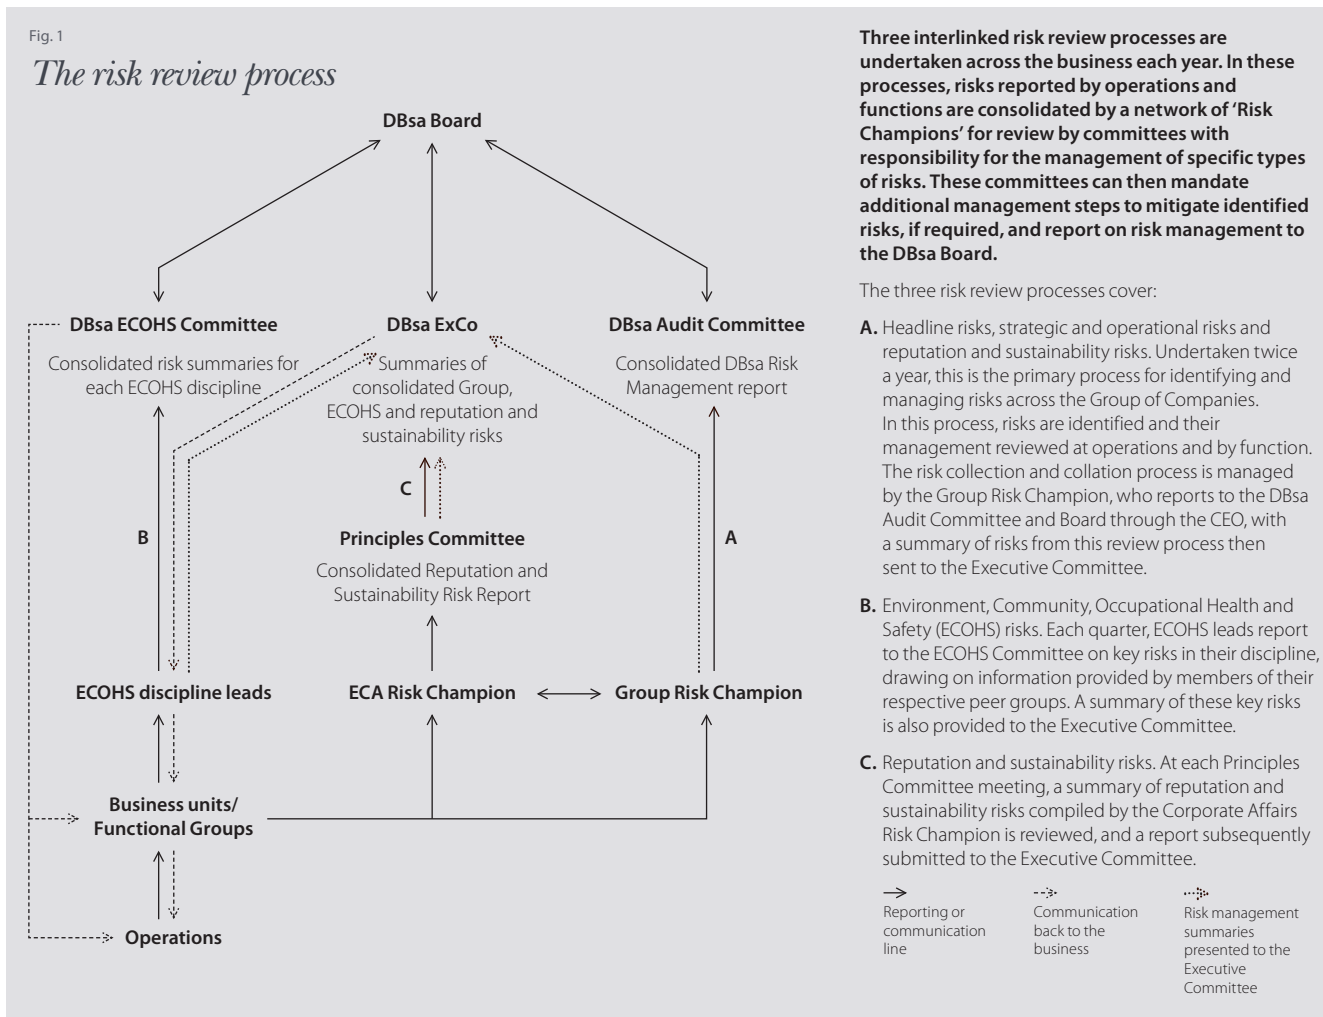 Fig. 1
The risk review process
DBsa Board
DBsa ECOHS Committee
Consolidated risk summaries for
each ECOHS discipline
DBsa ExCo
Summaries of
consolidated Group,
ECOHS and reputation and
sustainability risks
DBsa Audit Committee
Consolidated DBsa Risk
Management report
C
B
Principles Committee
Consolidated Reputation and
Sustainability Risk Report
A
ECOHS discipline leads
ECA Risk Champion
Group Risk Champion
Business units/
Functional Groups
Operations
Three interlinked risk review processes are
undertaken across the business each year. In these
processes, risks reported by operations and
functions are consolidated by a network of ‘Risk
Champions’ for review by committees with
responsibility for the management of specific types
of risks. These committees can then mandate
additional management steps to mitigate identified
risks, if required, and report on risk management to
the DBsa Board.
The three risk review processes cover:
A. Headline risks, strategic and operational risks and
reputation and sustainability risks. Undertaken twice
a year, this is the primary process for identifying and
managing risks across the Group of Companies.
In this process, risks are identified and their
management reviewed at operations and by function.
The risk collection and collation process is managed
by the Group Risk Champion, who reports to the DBsa
Audit Committee and Board through the CEO, with
a summary of risks from this review process then
sent to the Executive Committee.
B. Environment, Community, Occupational Health and
Safety (ECOHS) risks. Each quarter, ECOHS leads report
to the ECOHS Committee on key risks in their discipline,
drawing on information provided by members of their
respective peer groups. A summary of these key risks
is also provided to the Executive Committee.
C. Reputation and sustainability risks. At each Principles
Committee meeting, a summary of reputation and
sustainability risks compiled by the Corporate Affairs
Risk Champion is reviewed, and a report subsequently
submitted to the Executive Committee.
Reporting or
communication
line
Communication
back to the
business
Risk management
summaries
presented to the
Executive
Committee